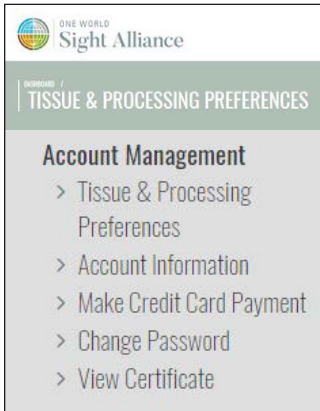 ONE WORLD
Sight Alliance
DASHBOARD /
TISSUE & PROCESSING PREFERENCES
Account Management
> Tissue & Processing
Preferences
> Account Information
> Make Credit Card Payment
> Change Password
> View Certificate